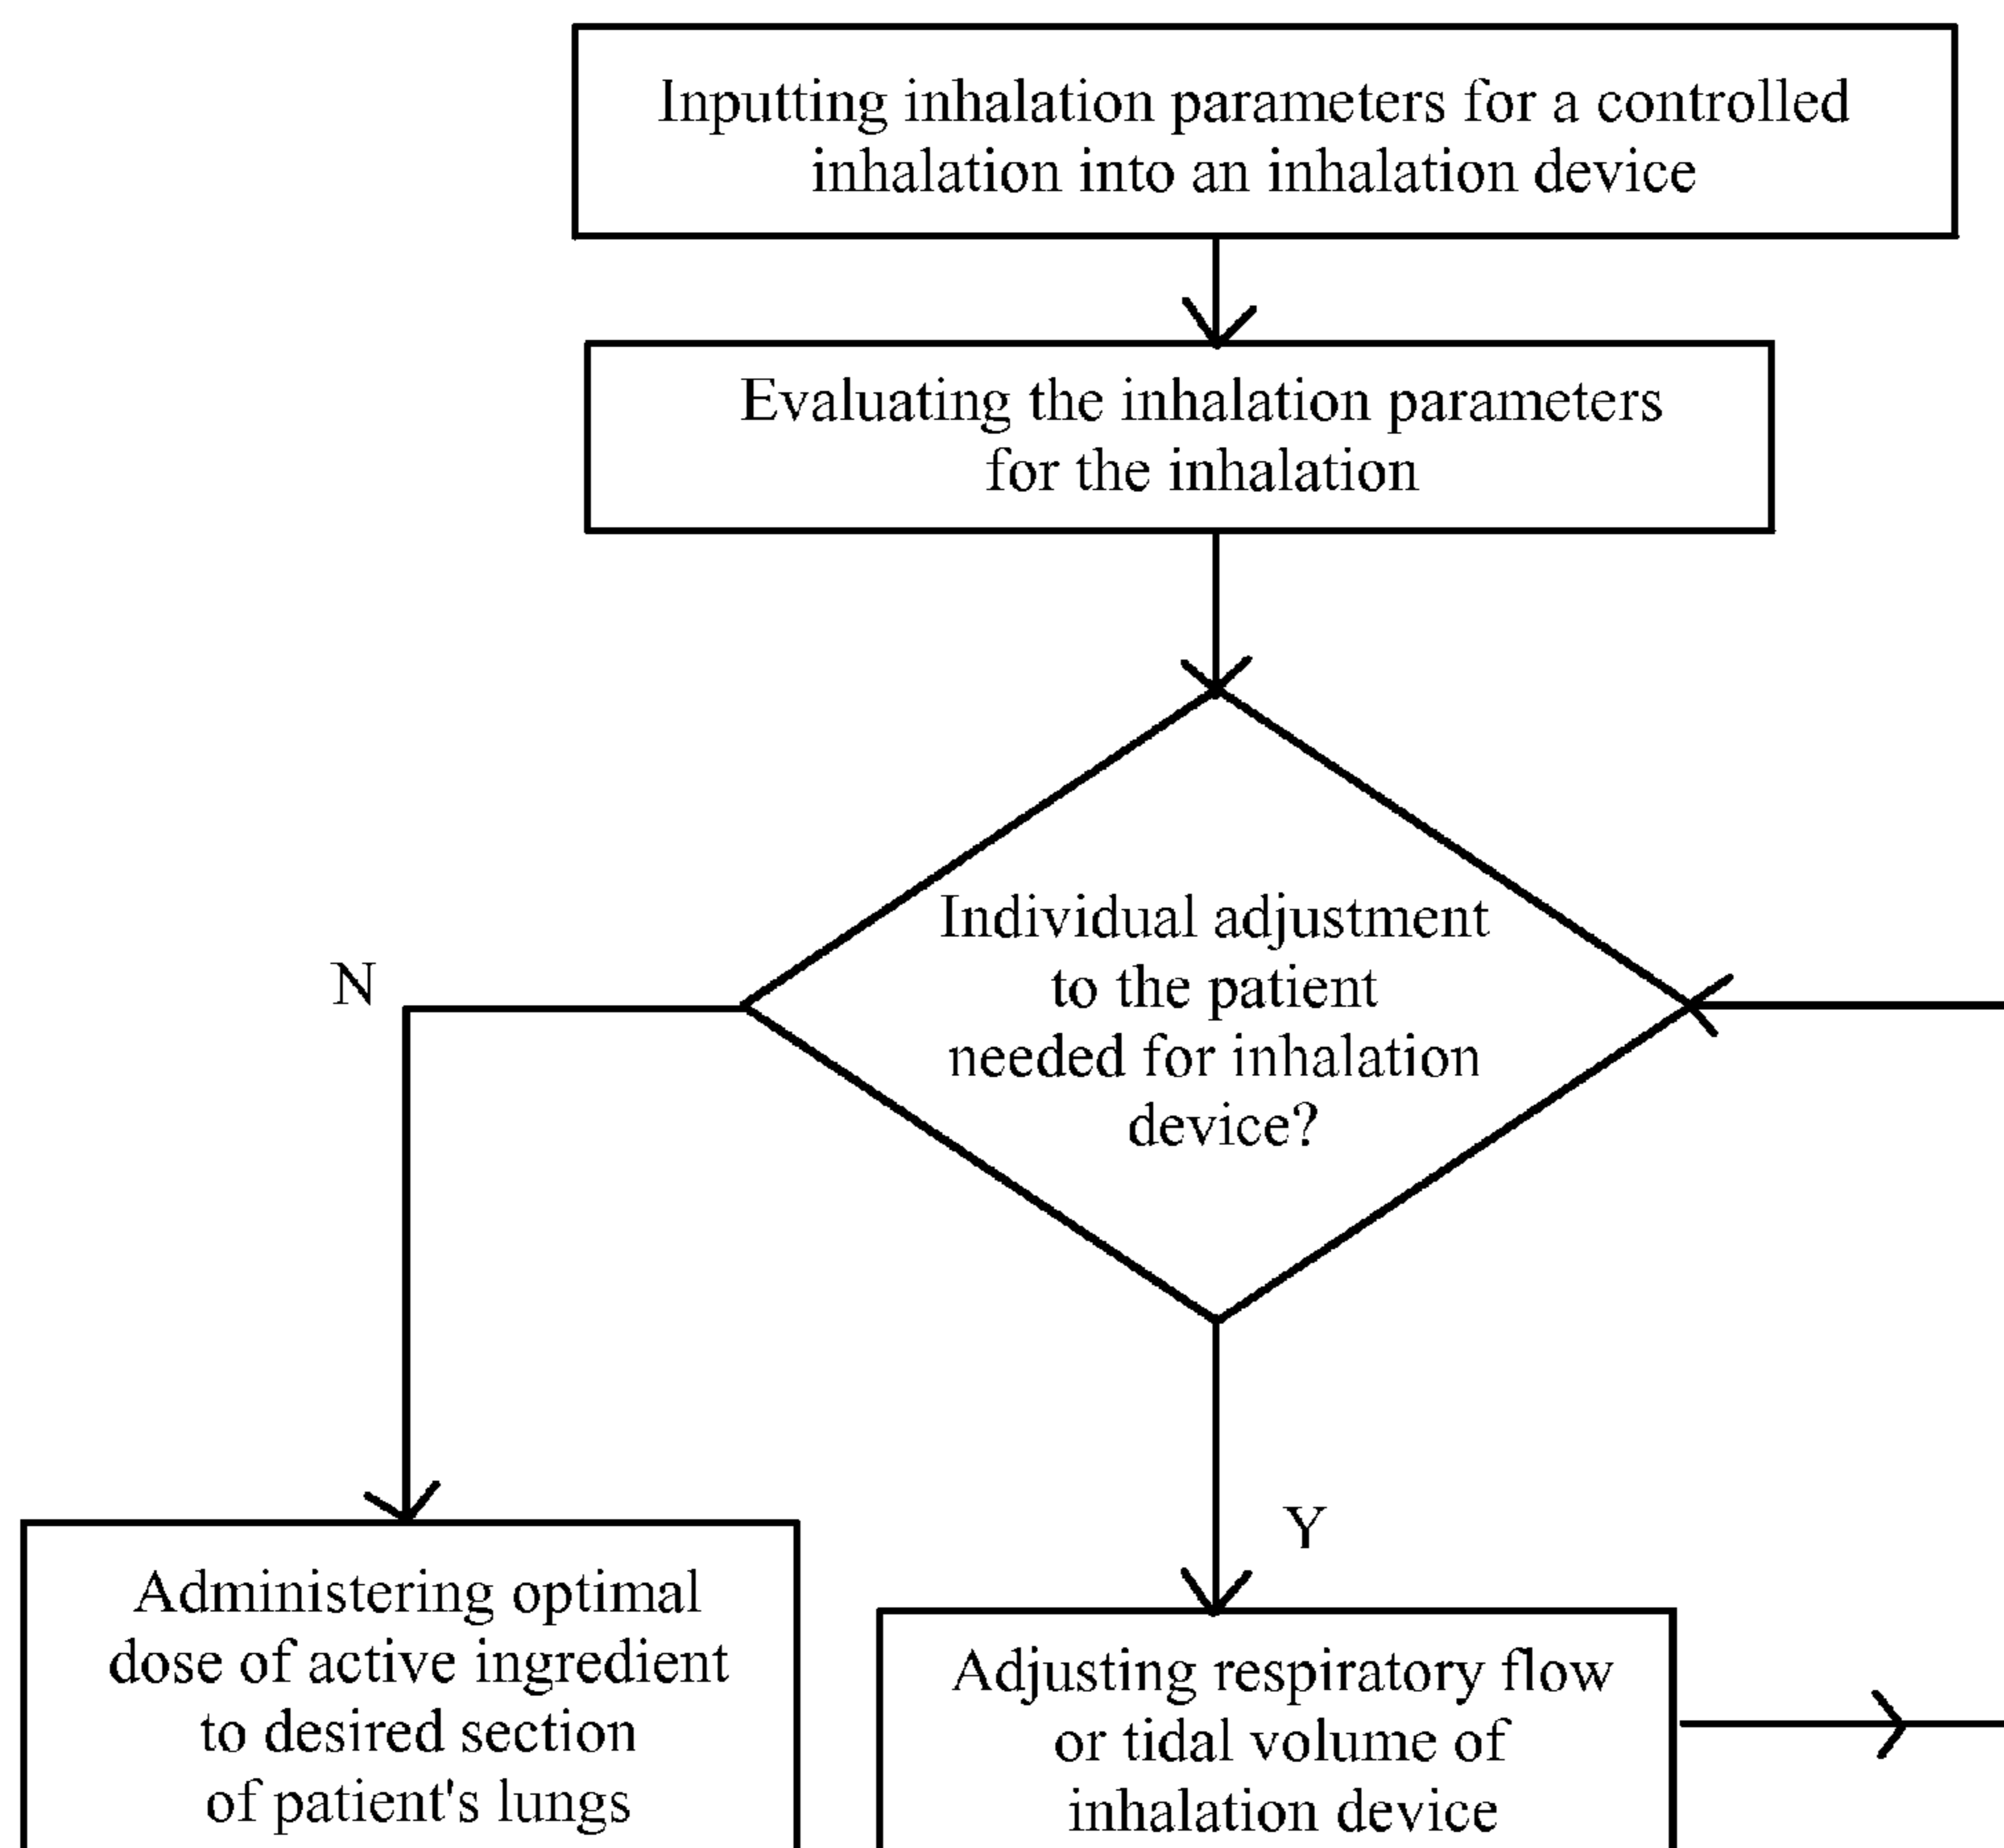 Inputting inhalation parameters for a controlled
inhalation into an inhalation device
Evaluating the inhalation parameters
for the inhalation
Individual adjustment
to the patient
needed for inhalation
device?
N
Y
Administering optimal
dose of active ingredient
to desired section
of patient's lungs
Adjusting respiratory flow
or tidal volume of
inhalation device